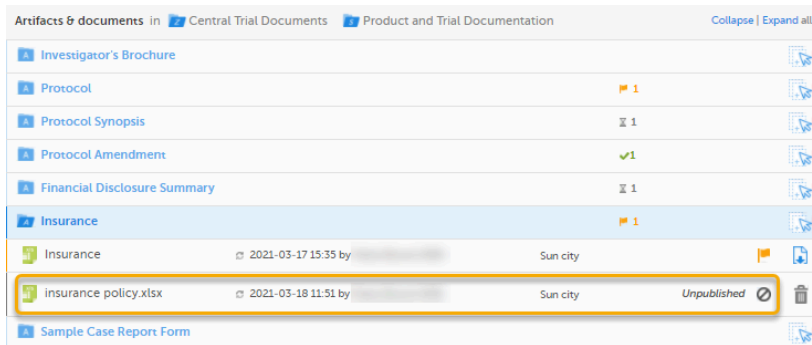 Artifacts & documents in Central Trial Documents Product and Trial Documentation Collapse | Expand all
Investigator's Brochure
Protocol 1
Protocol Synopsis 1
Protocol Amendment 1
Financial Disclosure Summary 1
Insurance 1
Insurance 2021-03-17 15:35 by Sun city
insurance policy.xlsx 2021-03-18 11:51 by Sun city Unpublished
Sample Case Report Form